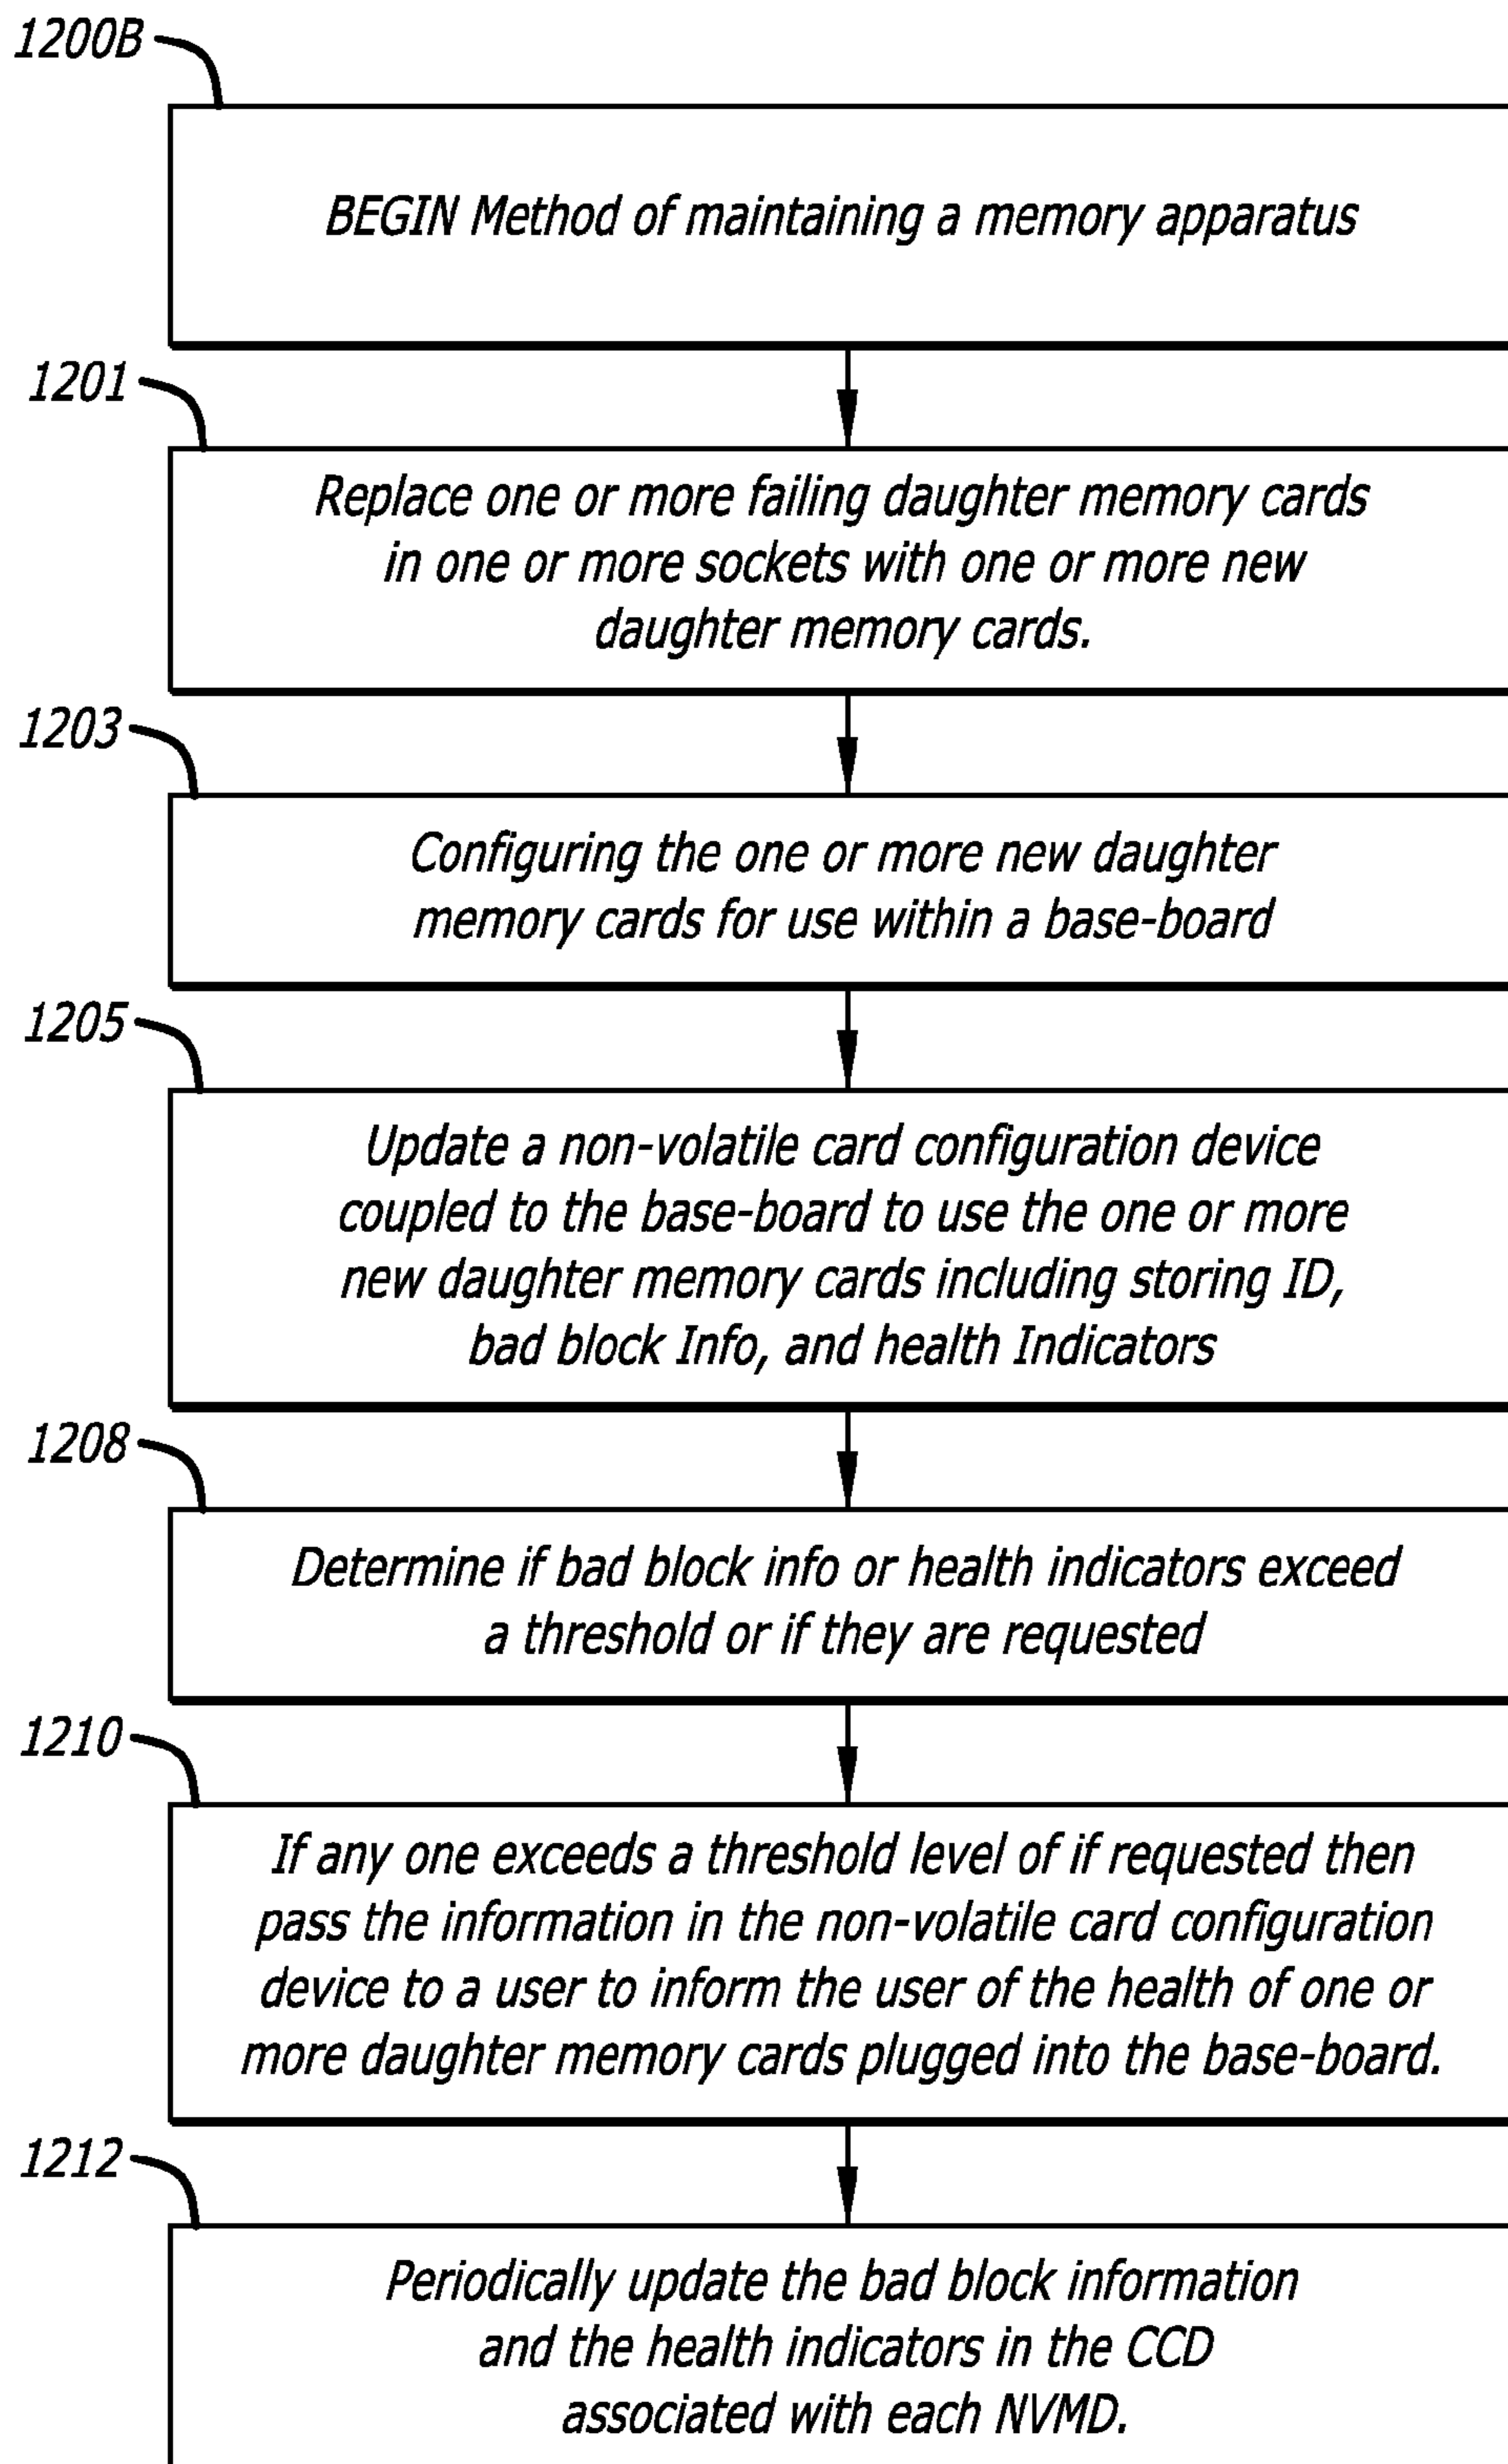 1200B
BEGIN Method of maintaining a memory apparatus
1201
Replace one or more failing daughter memory cards
in one or more sockets with one or more new
daughter memory cards.
1203
Configuring the one or more new daughter
memory cards for use within a base-board
1205
Update a non-volatile card configuration device
coupled to the base-board to use the one or more
new daughter memory cards including storing ID,
bad block Info, and health Indicators
1208
Determine if bad block info or health indicators exceed
a threshold or if they are requested
1210
If any one exceeds a threshold level of if requested then
pass the information in the non-volatile card configuration
device to a user to inform the user of the health of one or
more daughter memory cards plugged into the base-board.
1212
Periodically update the bad block information
and the health indicators in the CCD
associated with each NVMD.